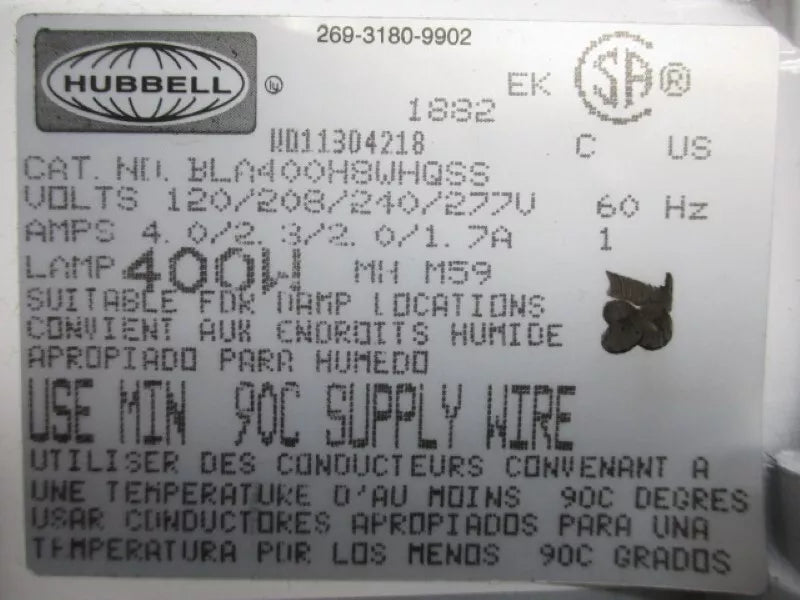 269-3180-9902
HUBBELL
EK
1882
SA ®
WD11304218
C US
CAT. NO. BLA400H8WHQSS
VOLTS 120/208/240/277V 60 Hz
AMPS 4.0/2.3/2.0/1.7A 1
LAMP 400W MH M59
SUITABLE FOR DAMP LOCATIONS
CONVIENT AUX ENDROITS HUMIDE
APROPIADO PARA HUMEDO
USE MIN 90C SUPPLY WIRE
UTILISER DES CONDUCTEURS CONVENANT A
UNE TEMPERATURE D'AU MOINS 90C DEGRES
USAR CONDUCTORES APROPIADOS PARA UNA
TEMPERATURA POR LOS MENOS 90C GRADOS